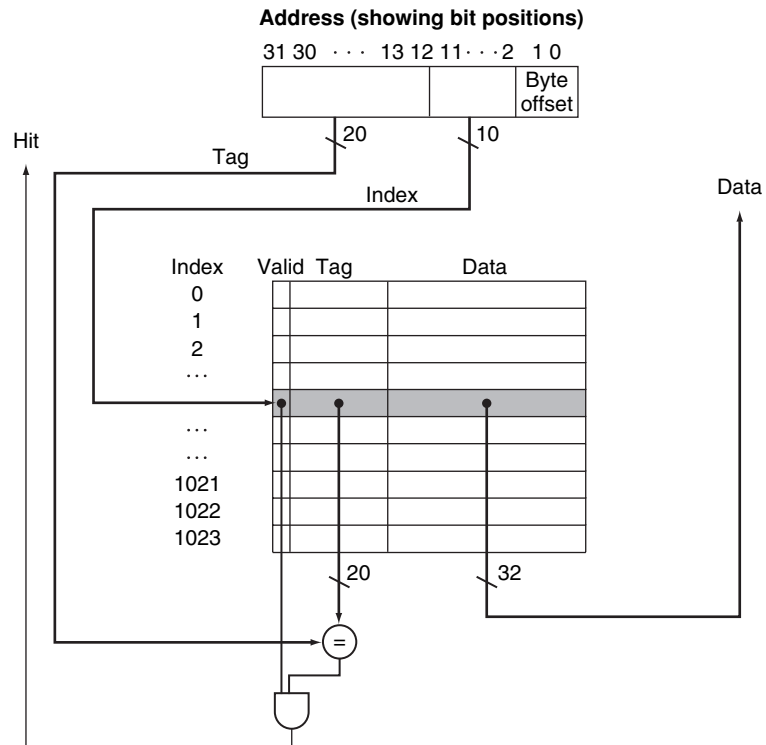 Address (showing bit positions)
31 30 · · · 13 12 11 · · · 2 1 0
Byte
offset
20
10
Hit
Tag
Index
Data
Index Valid Tag Data
0
1
2
· · ·
· · ·
· · ·
1021
1022
1023
20
32
=